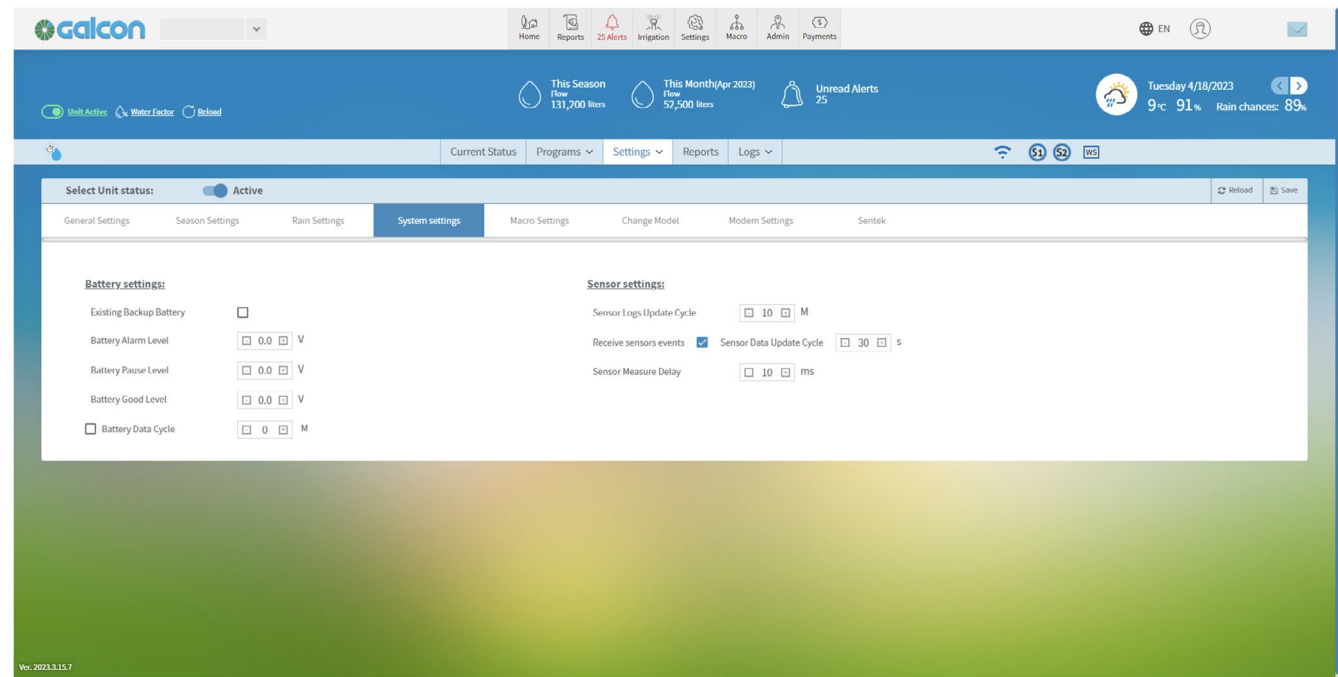 Galcon
Home Reports 25 Alerts Irrigation Settings Macro Admin Payments
EN
This Season
Flow
131,200 liters
This Month(Apr 2023)
Flow
52,500 liters
Unread Alerts
25
Tuesday 4/18/2023
9°C 91% Rain chances: 89%
Unit Active Water Factor Reload
Current Status Programs Settings Reports Logs
S1 S2 WS
Select Unit status: Active
Reload Save
General Settings Season Settings Rain Settings System settings Macro Settings Change Model Modem Settings Sentek
Battery settings:
Existing Backup Battery
Battery Alarm Level 0.0 V
Battery Pause Level 0.0 V
Battery Good Level 0.0 V
Battery Data Cycle 0 M
Sensor settings:
Sensor Logs Update Cycle 10 M
Receive sensors events Sensor Data Update Cycle 30 s
Sensor Measure Delay 10 ms
Ver. 2023.3.15.7